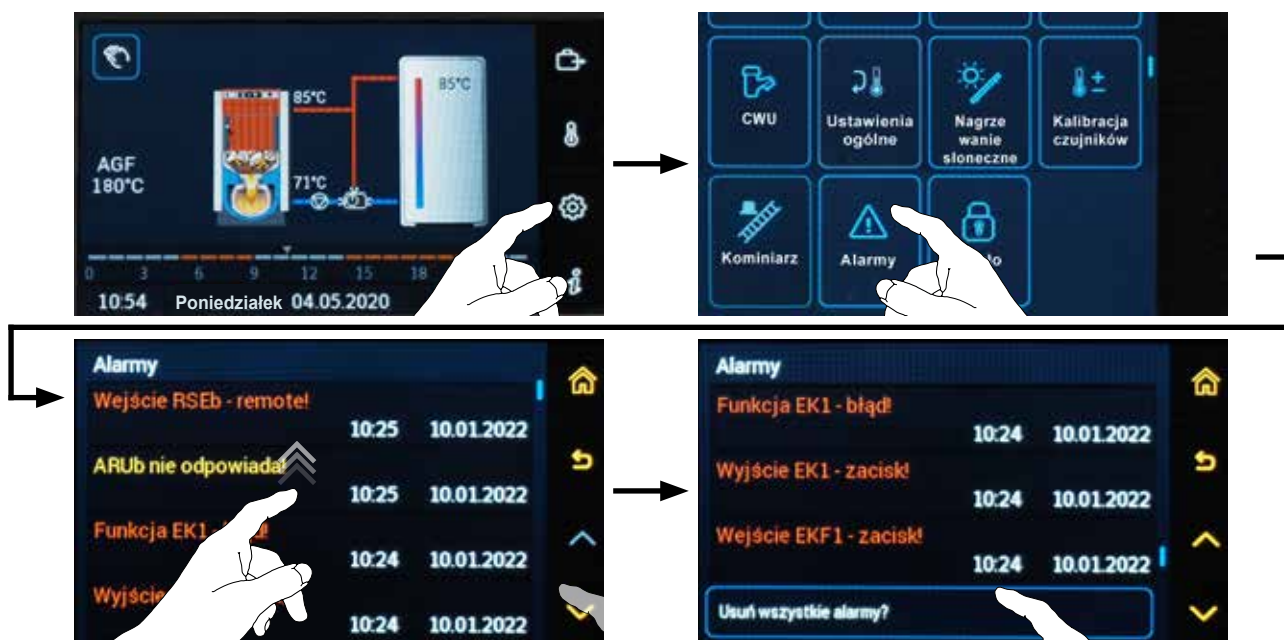 85°C
85°C
AGF
180°C
71°C
0 3 6 9 12 15 18
10:54 Poniedziałek 04.05.2020
CWU
Ustawienia
ogólne
Nagrze
wanie
słoneczne
Kalibracja
czujników
Kominiarz
Alarmy
Alarmy
Wejście RSEb - remote!
10:25 10.01.2022
ARUb nie odpowiada!
10:25 10.01.2022
Funkcja EK1
10:24 10.01.2022
10:24 10.01.2022
Alarmy
Funkcja EK1 - błąd!
10:24 10.01.2022
Wyjście EK1 - zacisk!
10:24 10.01.2022
Wejście EKF1 - zacisk!
10:24 10.01.2022
Usuń wszystkie alarmy?